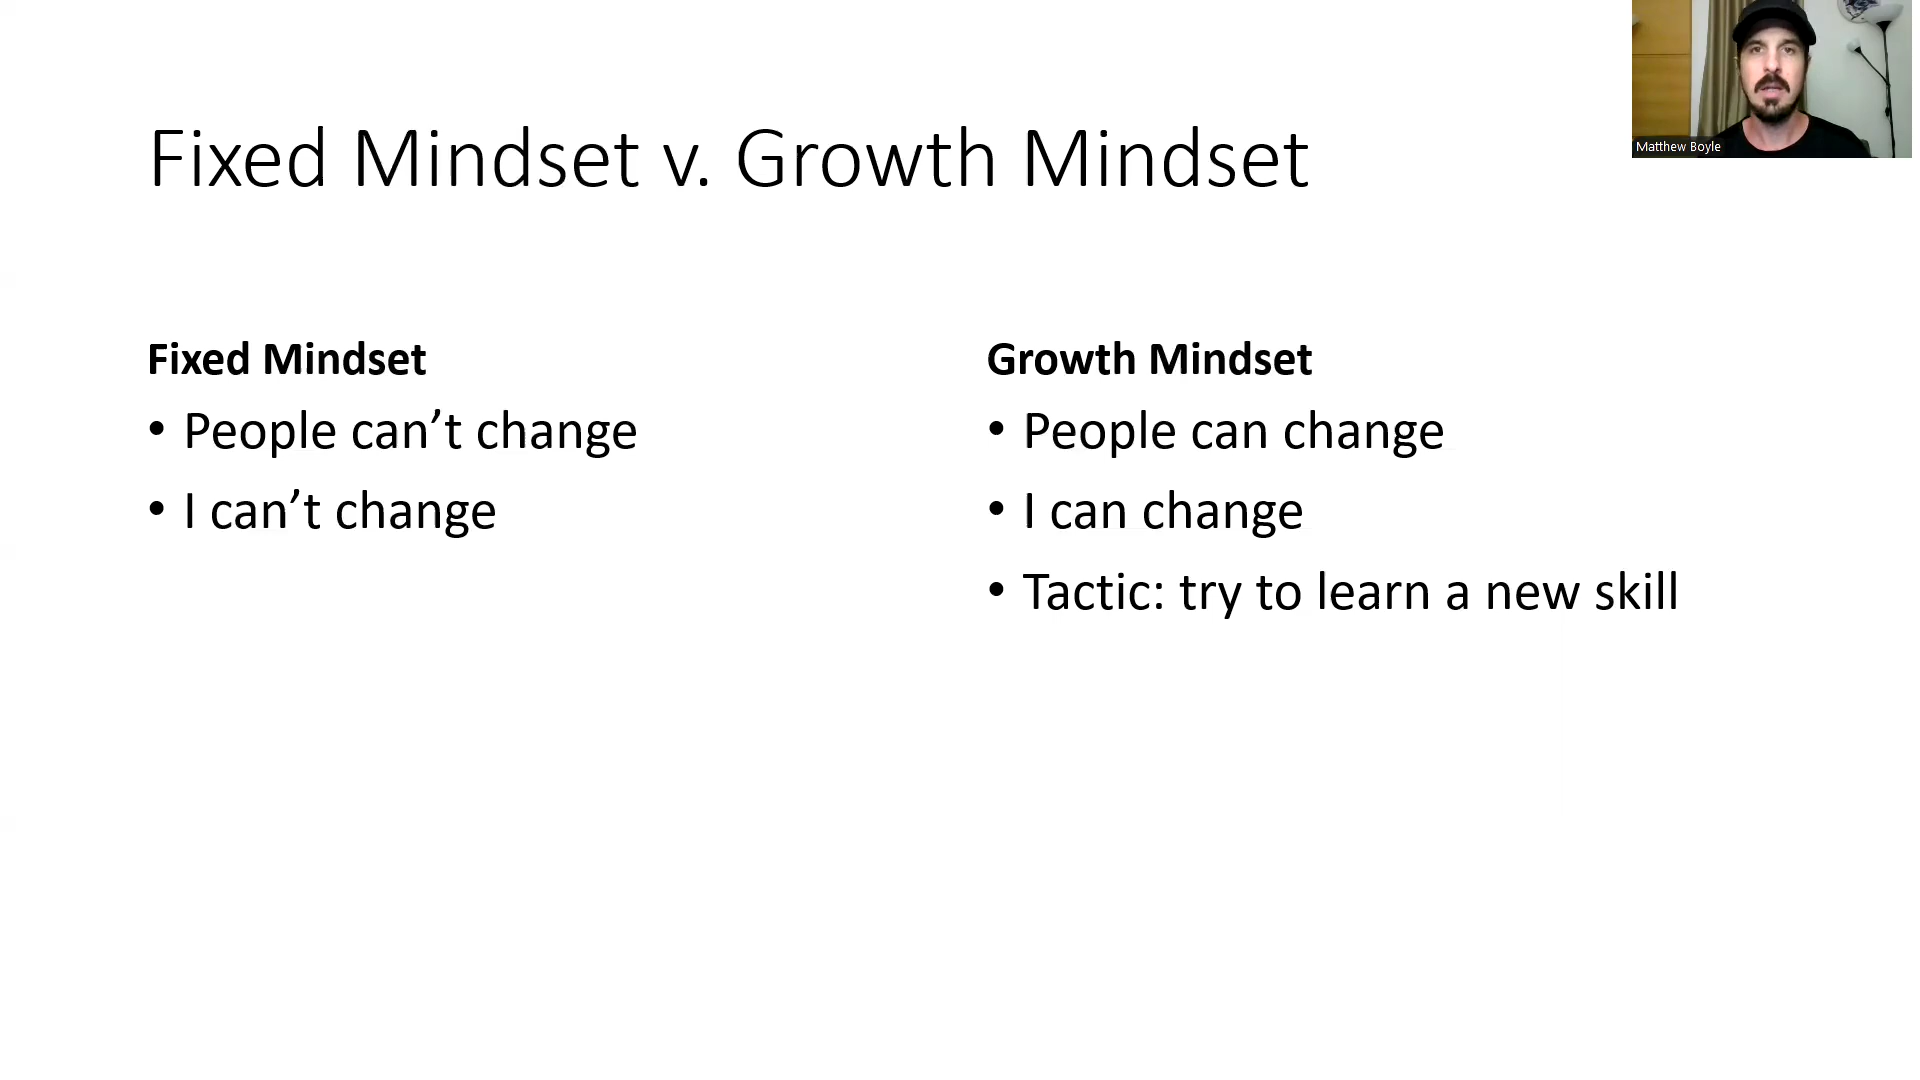 Fixed Mindset v. Growth Mindset
Matthew Boyle
Fixed Mindset
• People can’t change
• I can’t change
Growth Mindset
• People can change
• I can change
• Tactic: try to learn a new skill